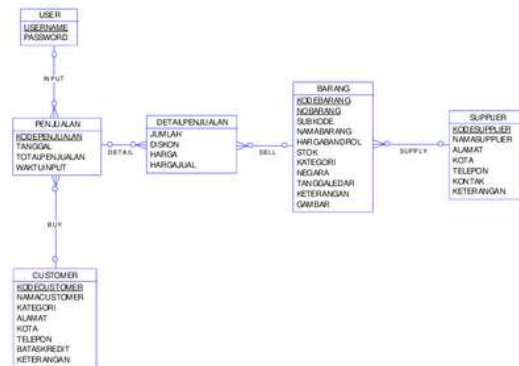 USER
USERNAME
PASSWORD
INPUT
PENJUALAN
KODEPENJUALAN
TANGGAL
TOTALPENJUALAN
WAKTUINPUT
DETAIL
DETAILPENJUALAN
JUMLAH
DISKON
HARGA
HARGAJUAL
SELL
BARANG
KODEBARANG
NOBARANG
SUBKODE
NAMABARANG
HARGABANDROL
STOK
KATEGORI
NEGARA
TANGGALEDAR
KETERANGAN
GAMBAR
SUPPLY
SUPPLIER
KODESUPPLIER
NAMASUPPLIER
ALAMAT
KOTA
TELEPON
KONTAK
KETERANGAN
BUY
CUSTOMER
KODECUSTOMER
NAMACUSTOMER
KATEGORI
ALAMAT
KOTA
TELEPON
BATASKREDIT
KETERANGAN